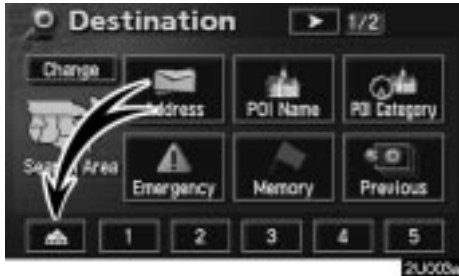 Destination 1/2
Change
Address POI Name POI Category
Search Area
Emergency Memory Previous
1 2 3 4 5
2U003a